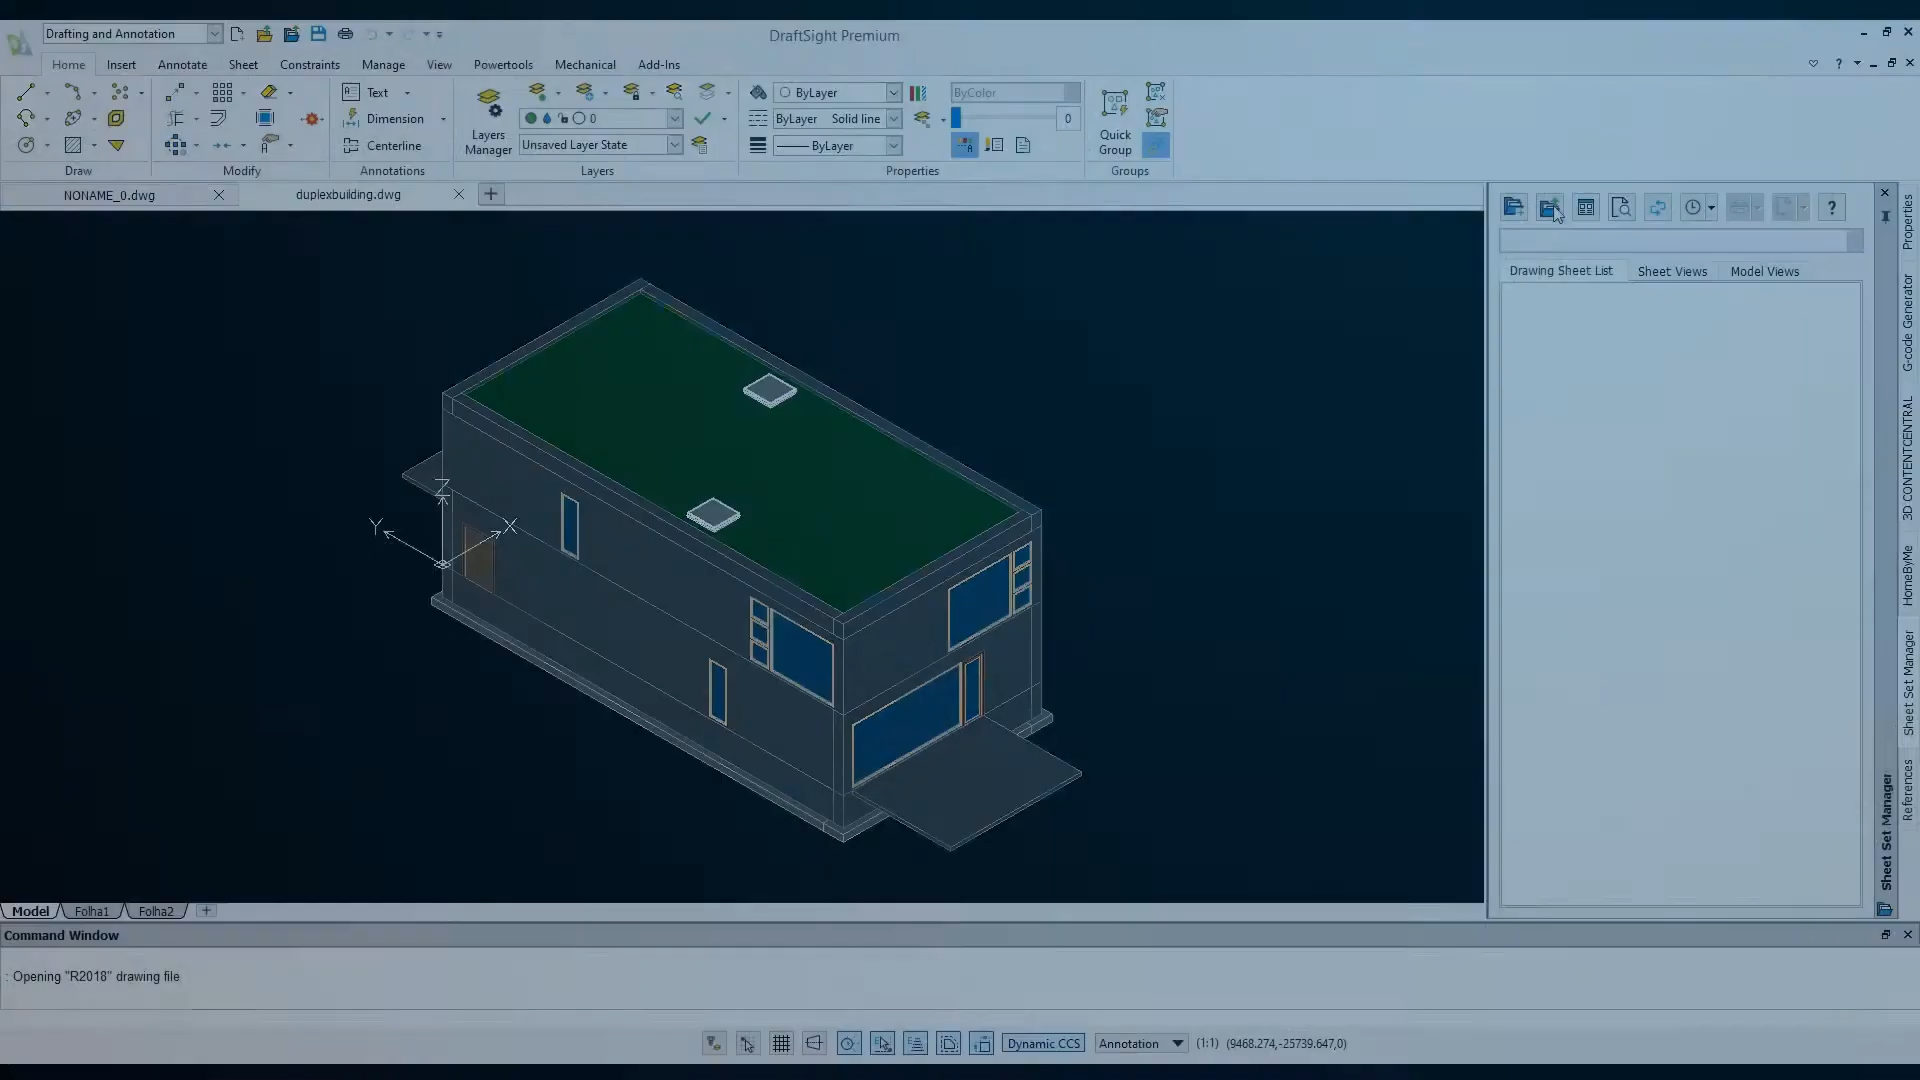 Drafting and Annotation
DraftSight Premium
Home Insert Annotate Sheet Constraints Manage View Powertools Mechanical Add-Ins
?
Text
Dimension
Centerline
Layers
Manager
0
Unsaved Layer State
ByLayer
ByLayer Solid line
ByLayer
ByColor
0
Quick
Group
Draw Modify Annotations Layers Properties Groups
NONAME_0.dwg
duplexbuilding.dwg
?
Drawing Sheet List Sheet Views Model Views
Properties
G-code Generator
3D CONTENTCENTRAL
HomeByMe
Sheet Set Manager
References
Sheet Set Manager
Z
Y
X
Model Folha1 Folha2
Command Window
: Opening "R2018" drawing file
Dynamic CCS Annotation (1:1) (9468.274,-25739.647,0)